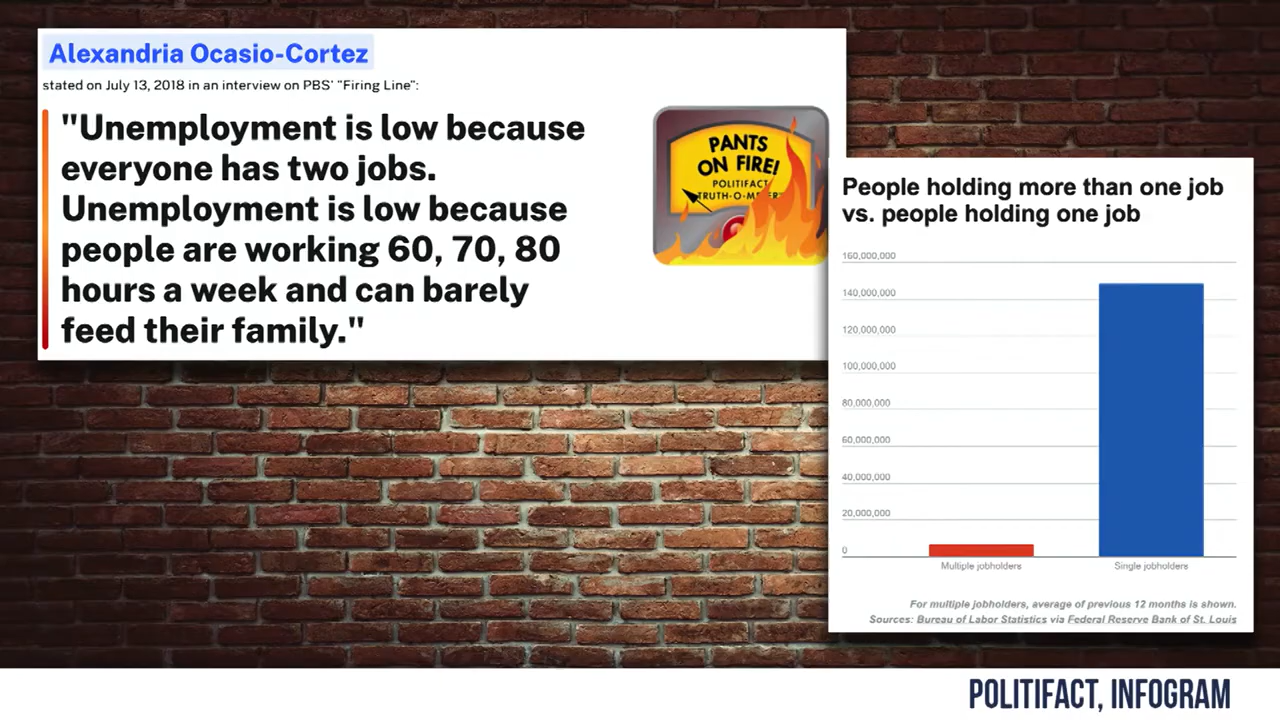 Alexandria Ocasio-Cortez
stated on July 13, 2018 in an interview on PBS' "Firing Line":
"Unemployment is low because
everyone has two jobs.
Unemployment is low because
people are working 60, 70, 80
hours a week and can barely
feed their family."
PANTS
ON FIRE!
POLITIFACT
TRUTH-O-METER
People holding more than one job
vs. people holding one job
160,000,000
140,000,000
120,000,000
100,000,000
80,000,000
60,000,000
40,000,000
20,000,000
0
Multiple jobholders
Single jobholders
For multiple jobholders, average of previous 12 months is shown.
Sources: Bureau of Labor Statistics via Federal Reserve Bank of St. Louis
POLITIFACT, INFOGRAM